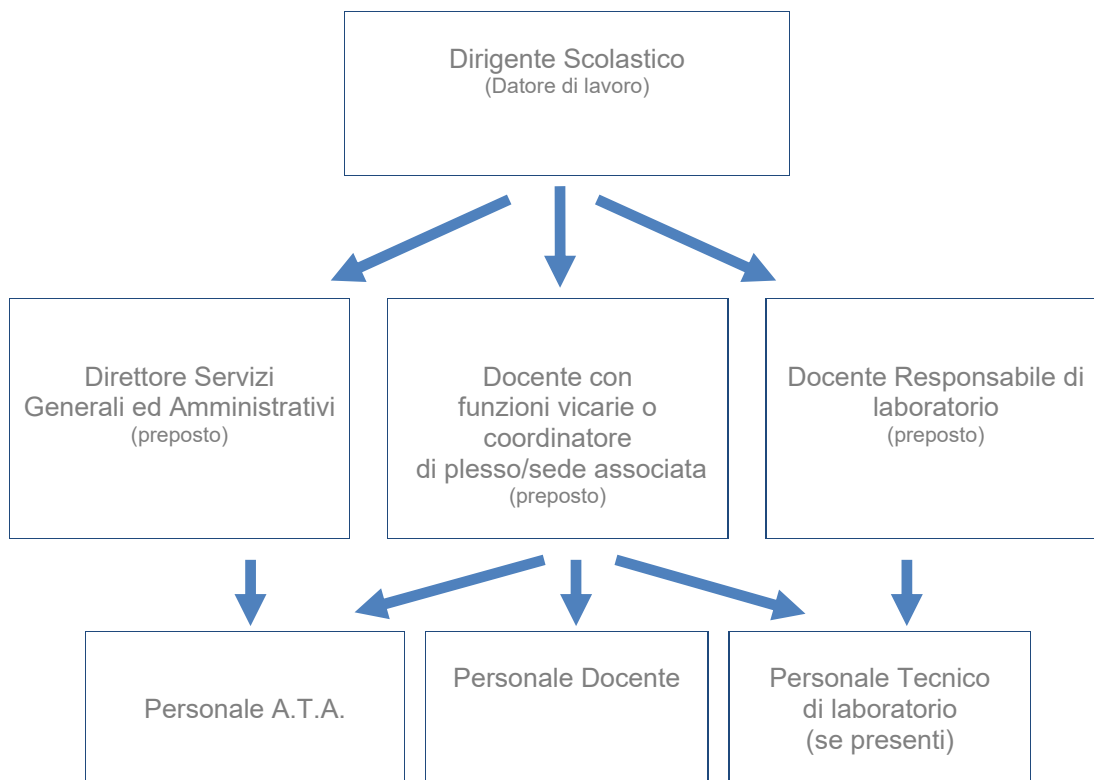 Dirigente Scolastico
(Datore di lavoro)
Direttore Servizi
Generali ed Amministrativi
(preposto)
Docente con
funzioni vicarie o
coordinatore
di plesso/sede associata
(preposto)
Docente Responsabile di
laboratorio
(preposto)
Personale A.T.A.
Personale Docente
Personale Tecnico
di laboratorio
(se presenti)